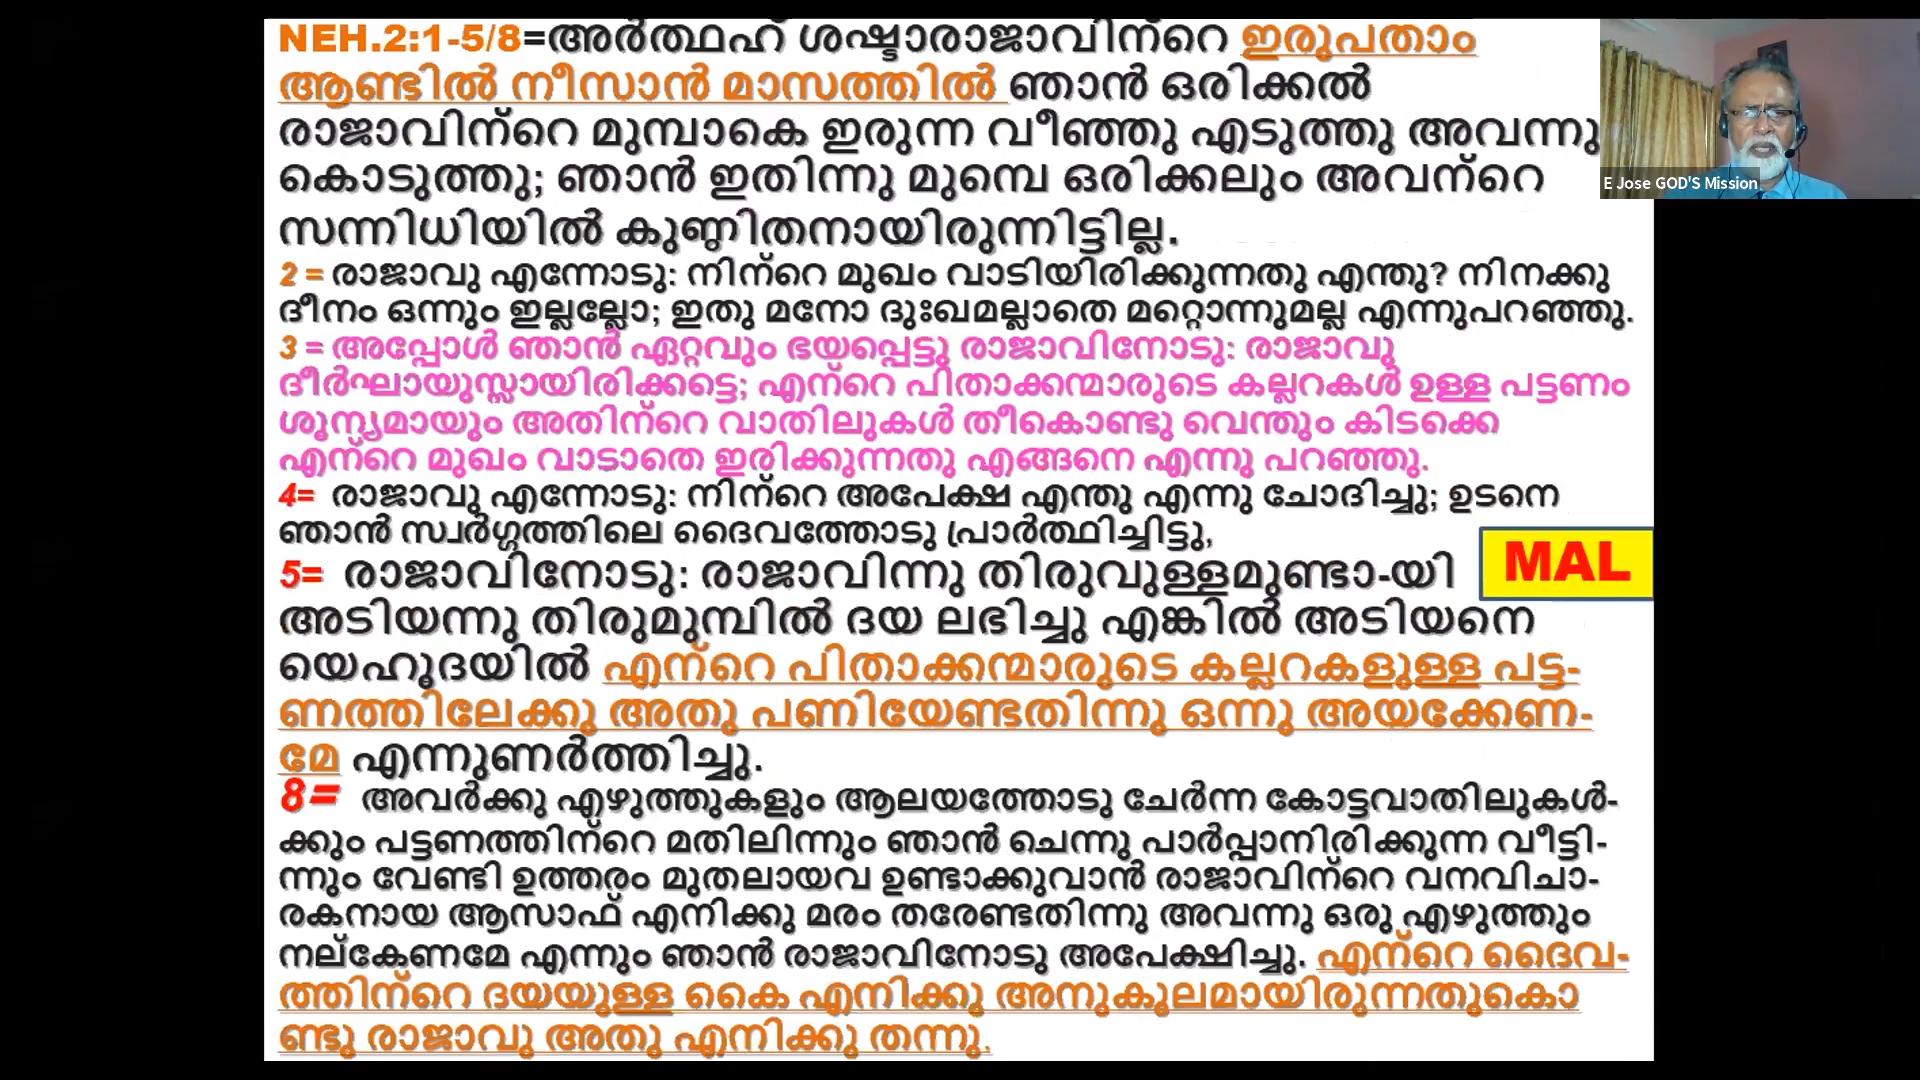 NEH.2:1-5/8=അർത്ഥഹ് ശഷ്ടാരാജാവിന്റെ ഇരുപതാം
ആണ്ടിൽ നീസാൻ മാസത്തിൽ ഞാൻ ഒരിക്കൽ
രാജാവിന്റെ മുമ്പാകെ ഇരുന്ന വീഞ്ഞു എടുത്തു അവന്നു
കൊടുത്തു; ഞാൻ ഇതിന്നു മുമ്പെ ഒരിക്കലും അവന്റെ
സന്നിധിയിൽ കുണ്ഠിതനായിരുന്നിട്ടില്ല.
2 = രാജാവു എന്നോടു: നിന്റെ മുഖം വാടിയിരിക്കുന്നതു എന്തു? നിനക്കു
ദീനം ഒന്നും ഇല്ലല്ലോ; ഇതു മനോ ദുഃഖമല്ലാതെ മറ്റൊന്നുമല്ല എന്നുപറഞ്ഞു.
3 = അപ്പോൾ ഞാൻ ഏറ്റവും ഭയപ്പെട്ടു രാജാവിനോടു: രാജാവു
ദീർഘായുസ്സായിരിക്കട്ടെ; എന്റെ പിതാക്കന്മാരുടെ കല്ലറകൾ ഉള്ള പട്ടണം
ശൂന്യമായും അതിന്റെ വാതിലുകൾ തീകൊണ്ടു വെന്തും കിടക്കെ
എന്റെ മുഖം വാടാതെ ഇരിക്കുന്നതു എങ്ങനെ എന്നു പറഞ്ഞു.
4= രാജാവു എന്നോടു: നിന്റെ അപേക്ഷ എന്തു എന്നു ചോദിച്ചു; ഉടനെ
ഞാൻ സ്വർഗ്ഗത്തിലെ ദൈവത്തോടു പ്രാർത്ഥിച്ചിട്ടു,
5= രാജാവിനോടു: രാജാവിന്നു തിരുവുള്ളമുണ്ടാ-യി
അടിയന്നു തിരുമുമ്പിൽ ദയ ലഭിച്ചു എങ്കിൽ അടിയനെ
യെഹൂദയിൽ എന്റെ പിതാക്കന്മാരുടെ കല്ലറകളുള്ള പട്ട-
ണത്തിലേക്കു അതു പണിയേണ്ടതിന്നു ഒന്നു അയക്കേണ-
മേ എന്നുണർത്തിച്ചു.
8= അവർക്കു എഴുത്തുകളും ആലയത്തോടു ചേർന്ന കോട്ടവാതിലുകൾ-
ക്കും പട്ടണത്തിന്റെ മതിലിന്നും ഞാൻ ചെന്നു പാർപ്പാനിരിക്കുന്ന വീട്ടി-
ന്നും വേണ്ടി ഉത്തരം മുതലായവ ഉണ്ടാക്കുവാൻ രാജാവിന്റെ വനവിചാ-
രകനായ ആസാഫ് എനിക്കു മരം തരേണ്ടതിന്നു അവന്നു ഒരു എഴുത്തും
നല്കേണമേ എന്നും ഞാൻ രാജാവിനോടു അപേക്ഷിച്ചു. എന്റെ ദൈവ-
ത്തിന്റെ ദയയുള്ള കൈ എനിക്കു അനുകൂലമായിരുന്നതുകൊ
ണ്ടു രാജാവു അതു എനിക്കു തന്നു.
MAL
E Jose GOD'S Mission